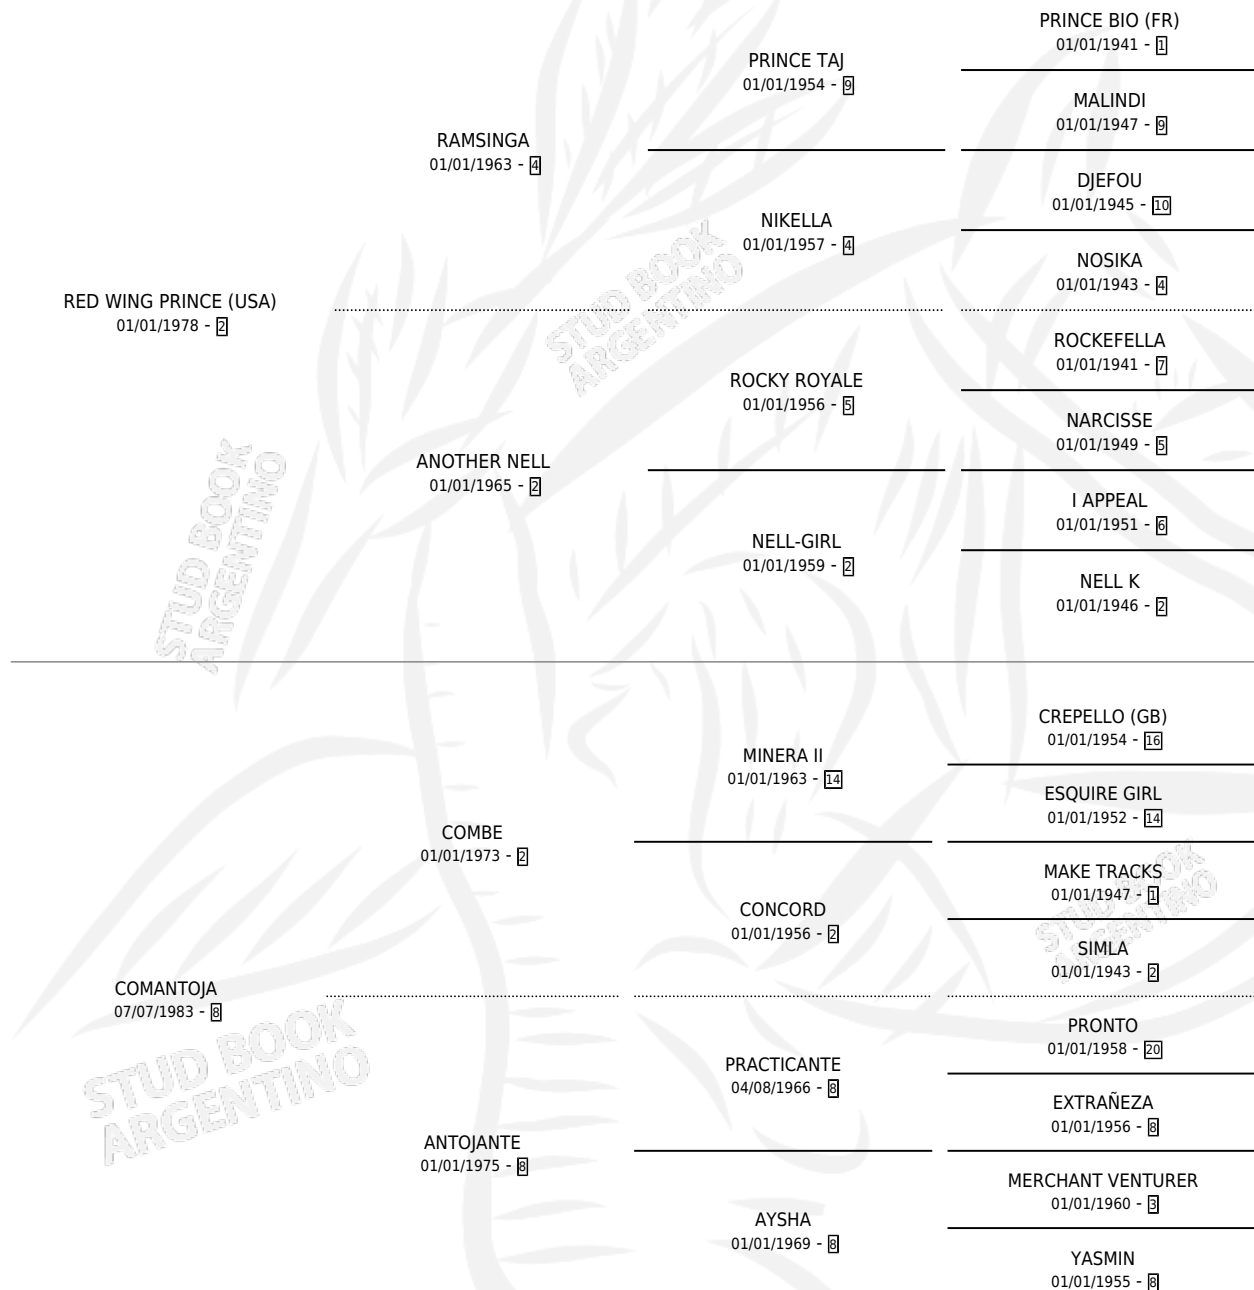 PRINCE BIO (FR)
01/01/1941 - 1
PRINCE TAJ
01/01/1954 - 9
MALINDI
01/01/1947 - 9
RAMSINGA
01/01/1963 - 4
DJEFOU
01/01/1945 - 10
NIKELLA
01/01/1957 - 4
NOSIKA
01/01/1943 - 4
RED WING PRINCE (USA)
01/01/1978 - 2
ROCKEFELLA
01/01/1941 - 7
ROCKY ROYALE
01/01/1956 - 5
NARCISSE
01/01/1949 - 5
ANOTHER NELL
01/01/1965 - 2
I APPEAL
01/01/1951 - 6
NELL-GIRL
01/01/1959 - 2
NELL K
01/01/1946 - 2
CREPELLO (GB)
01/01/1954 - 16
MINERA II
01/01/1963 - 14
ESQUIRE GIRL
01/01/1952 - 14
COMBE
01/01/1973 - 2
MAKE TRACKS
01/01/1947 - 1
CONCORD
01/01/1956 - 2
SIMLA
01/01/1943 - 2
COMANTOJA
07/07/1983 - 8
PRONTO
01/01/1958 - 20
PRACTICANTE
04/08/1966 - 8
EXTRAÑEZA
01/01/1956 - 8
ANTOJANTE
01/01/1975 - 8
MERCHANT VENTURER
01/01/1960 - 3
AYSHA
01/01/1969 - 8
YASMIN
01/01/1955 - 8
STUD BOOK
ARGENTINO
STUD BOOK
ARGENTINO
STUD BOOK
ARGENTINO
STUD BOOK
ARGENTINO